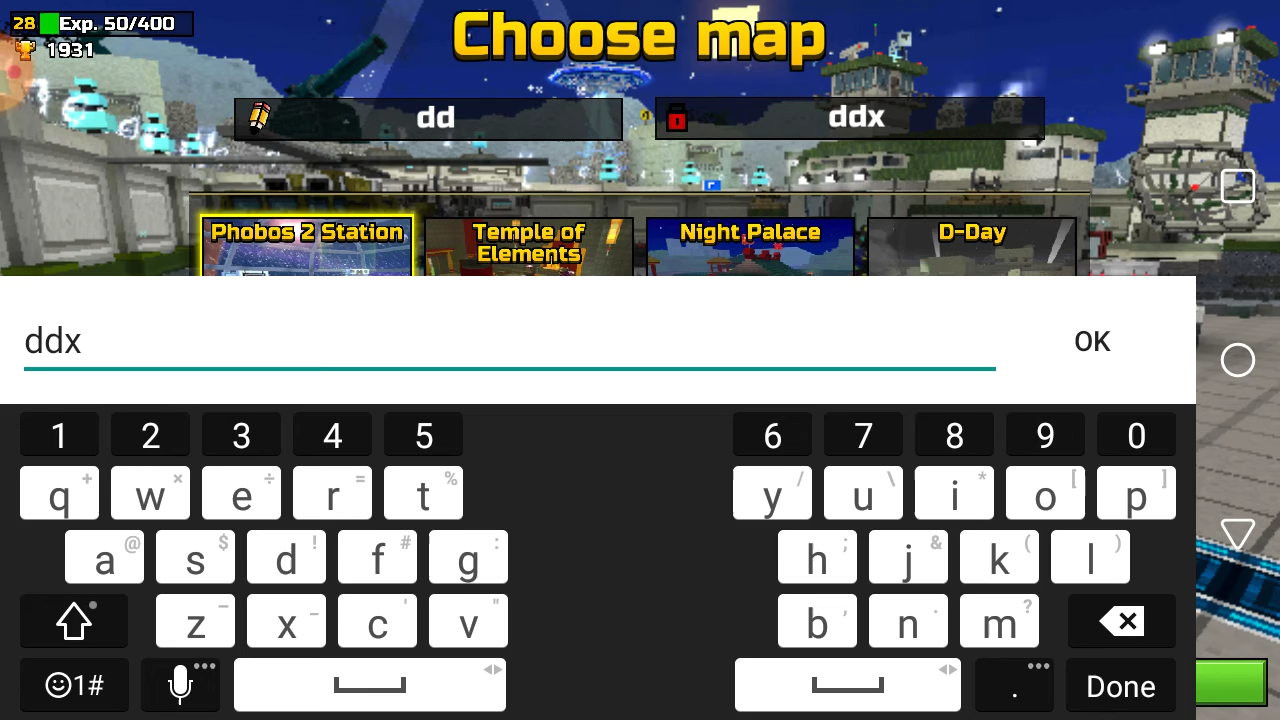 28 Exp. 50/400
1931
Choose map
dd
ddx
Phobos 2 Station
Temple of
Elements
Night Palace
D-Day
ddx
OK
1 2 3 4 5 6 7 8 9 0
q + w × e ÷ r = t % y / u \ i * o [ p ]
a @ s $ d ! f # g : h ; j & k ( l )
z – x _ c ' v " b , n . m ?
1# . Done